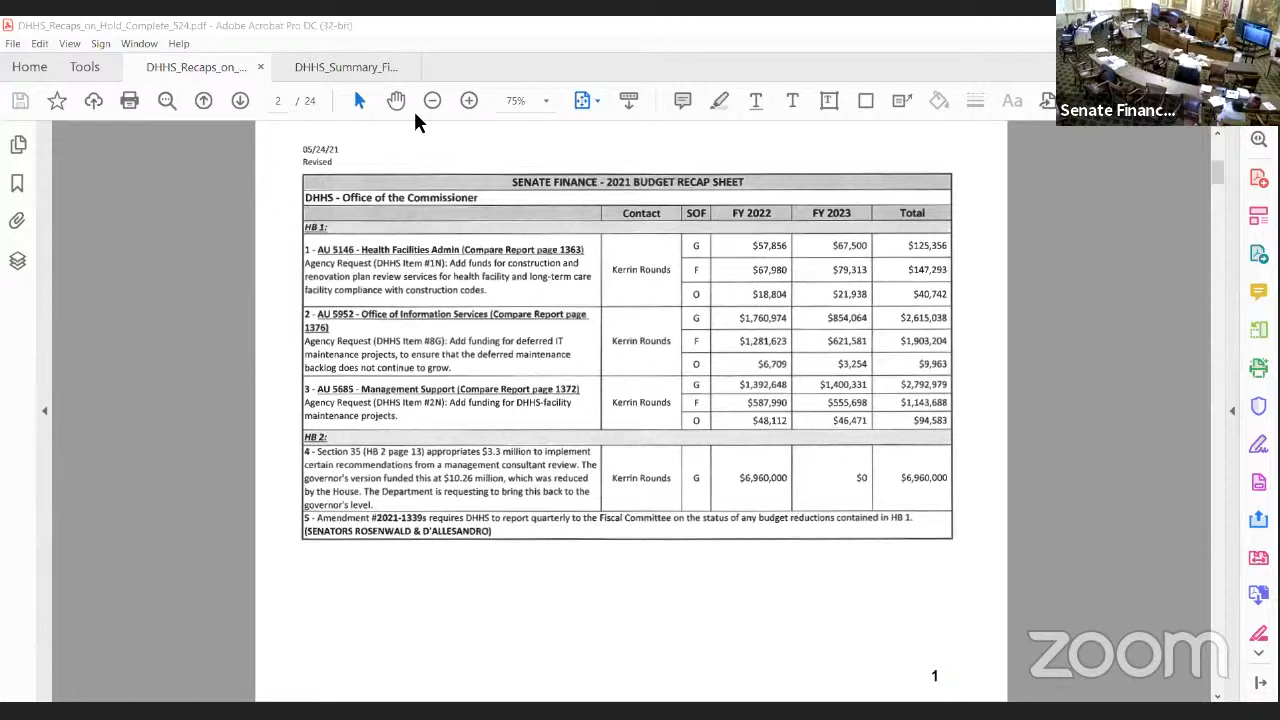 DHHS_Recaps_on_Hold_Complete_524.pdf - Adobe Acrobat Pro DC (32-bit)
File Edit View Sign Window Help
Home Tools DHHS_Recaps_on_... × DHHS_Summary_Fi...
/ 24 75%
Senate Financ...
05/24/21
Revised
SENATE FINANCE - 2021 BUDGET RECAP SHEET
DHHS - Office of the Commissioner
Contact SOF FY 2022 FY 2023 Total
HB 1:
1 - AU 5146 - Health Facilities Admin (Compare Report page 1363)
Agency Request (DHHS Item #1N): Add funds for construction and
renovation plan review services for health facility and long-term care
facility compliance with construction codes.
Kerrin Rounds
G $57,856 $67,500 $125,356
F $67,980 $79,313 $147,293
O $18,804 $21,938 $40,742
2 - AU 5952 - Office of Information Services (Compare Report page
1376)
Agency Request (DHHS Item #8G): Add funding for deferred IT
maintenance projects, to ensure that the deferred maintenance
backlog does not continue to grow.
Kerrin Rounds
G $1,760,974 $854,064 $2,615,038
F $1,281,623 $621,581 $1,903,204
O $6,709 $3,254 $9,963
3 - AU 5685 - Management Support (Compare Report page 1372)
Agency Request (DHHS Item #2N): Add funding for DHHS-facility
maintenance projects.
Kerrin Rounds
G $1,392,648 $1,400,331 $2,792,979
F $587,990 $555,698 $1,143,688
O $48,112 $46,471 $94,583
HB 2:
4 - Section 35 (HB 2 page 13) appropriates $3.3 million to implement
certain recommendations from a management consultant review. The
governor's version funded this at $10.26 million, which was reduced
by the House. The Department is requesting to bring this back to the
governor's level.
Kerrin Rounds
G $6,960,000 $0 $6,960,000
5 - Amendment #2021-1339s requires DHHS to report quarterly to the Fiscal Committee on the status of any budget reductions contained in HB 1.
(SENATORS ROSENWALD & D'ALLESANDRO)
1
zoom